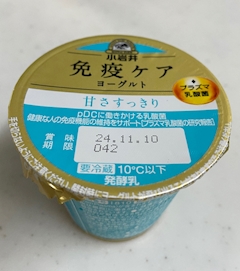 小岩井
免疫ケア
ヨーグルト
プラズマ
乳酸菌
甘さすっきり
pDCに働きかける乳酸菌
健康な人の免疫機能の維持をサポート[プラズマ乳酸菌の研究報告]
賞味
期限
24.11.10
042
要冷蔵 10℃以下
発酵乳